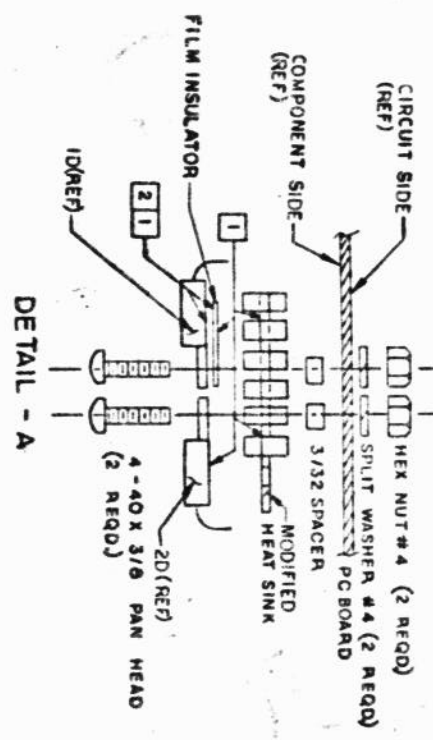 CIRCUIT SIDE
(REF)
COMPONENT SIDE
(REF)
FILM INSULATOR
1D(REF)
2 1
1
HEX NUT #4 (2 REQD)
SPLIT WASHER #4 (2 REQD)
PC BOARD
3/32 SPACER
MODIFIED
HEAT SINK
2D(REF)
4-40 X 3/8 PAN HEAD
(2 REQD.)
DETAIL - A